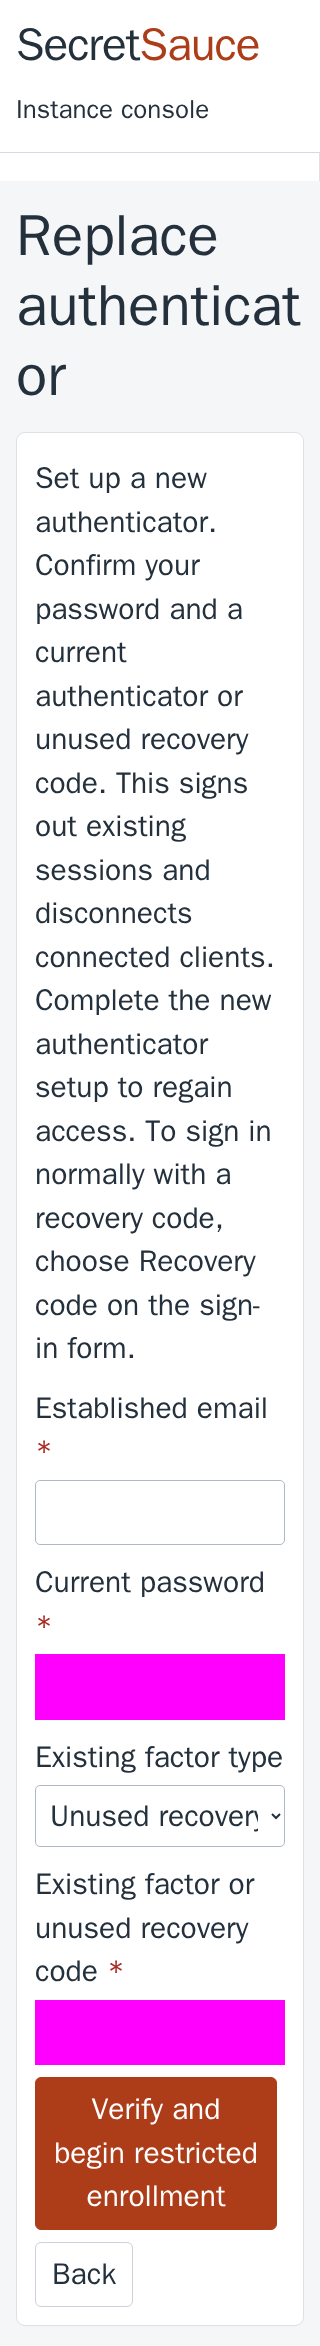 SecretSauce
Instance console
Replace
authenticat
or
Set up a new
authenticator.
Confirm your
password and a
current
authenticator or
unused recovery
code. This signs
out existing
sessions and
disconnects
connected clients.
Complete the new
authenticator
setup to regain
access. To sign in
normally with a
recovery code,
choose Recovery
code on the sign-
in form.
Established email
*
Current password
*
Existing factor type
Unused recovery
Existing factor or
unused recovery
code *
Verify and
begin restricted
enrollment
Back